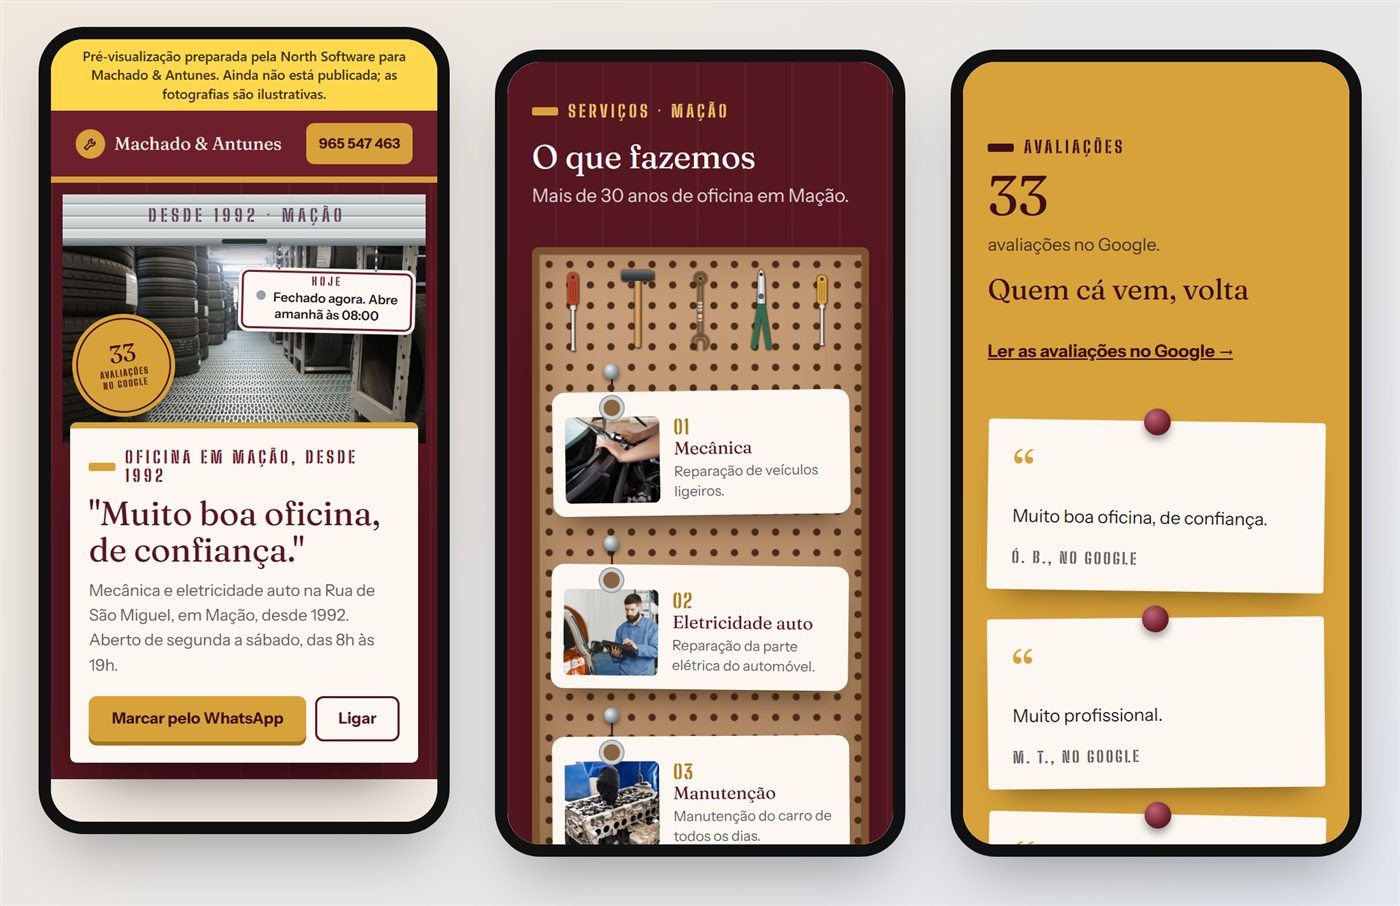 Pré-visualização preparada pela North Software para
Machado & Antunes. Ainda não está publicada; as
fotografias são ilustrativas.
Machado & Antunes
965 547 463
DESDE 1992 · MAÇÃO
HOJE
Fechado agora. Abre
amanhã às 08:00
33
AVALIAÇÕES
NO GOOGLE
OFICINA EM MAÇÃO, DESDE
1992
"Muito boa oficina,
de confiança."
Mecânica e eletricidade auto na Rua de
São Miguel, em Mação, desde 1992.
Aberto de segunda a sábado, das 8h às
19h.
Marcar pelo WhatsApp
Ligar
SERVIÇOS · MAÇÃO
O que fazemos
Mais de 30 anos de oficina em Mação.
01
Mecânica
Reparação de veículos
ligeiros.
02
Eletricidade auto
Reparação da parte
elétrica do automóvel.
03
Manutenção
Manutenção do carro de
todos os dias.
AVALIAÇÕES
33
avaliações no Google.
Quem cá vem, volta
Ler as avaliações no Google →
“
Muito boa oficina, de confiança.
Ó. B., NO GOOGLE
“
Muito profissional.
M. T., NO GOOGLE